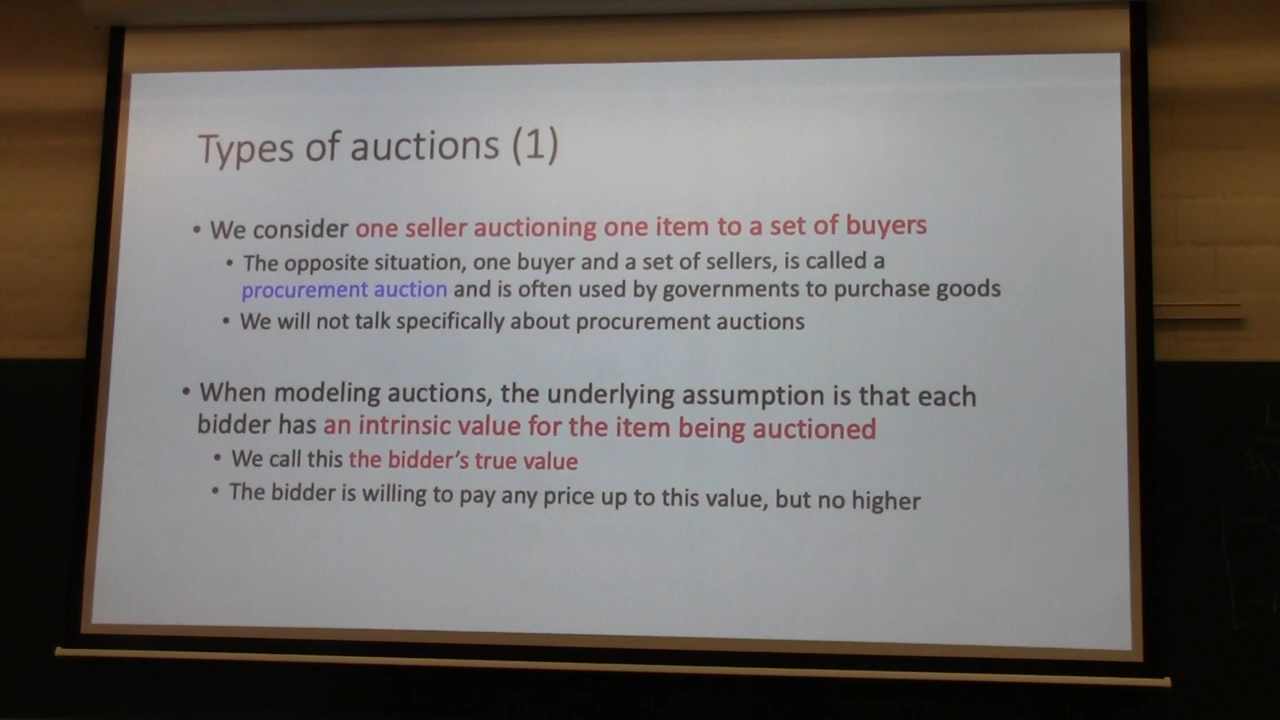 Types of auctions (1)
• We consider one seller auctioning one item to a set of buyers
• The opposite situation, one buyer and a set of sellers, is called a
procurement auction and is often used by governments to purchase goods
• We will not talk specifically about procurement auctions
• When modeling auctions, the underlying assumption is that each
bidder has an intrinsic value for the item being auctioned
• We call this the bidder's true value
• The bidder is willing to pay any price up to this value, but no higher